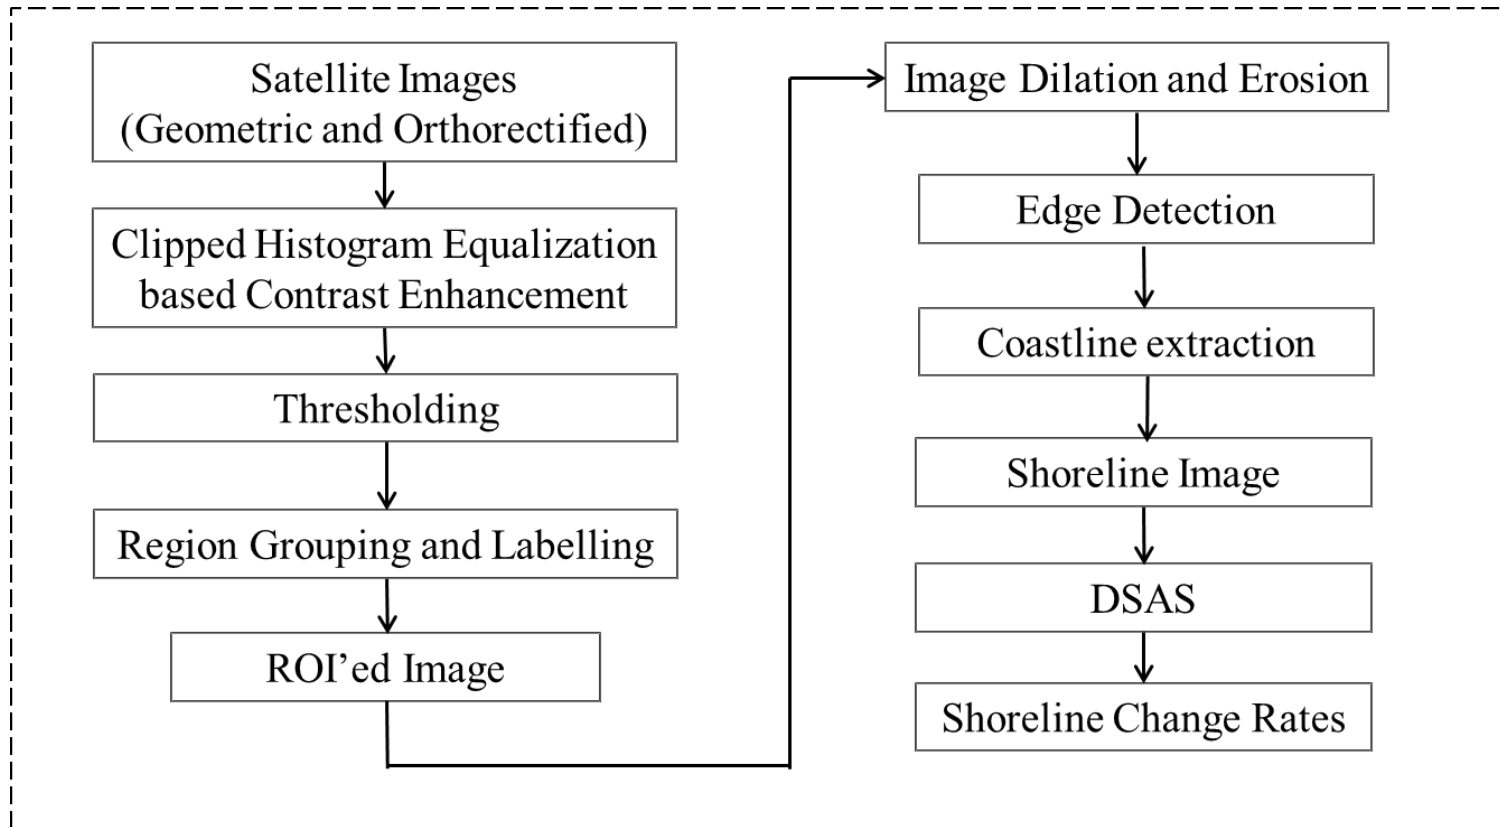 Satellite Images
(Geometric and Orthorectified)
Clipped Histogram Equalization
based Contrast Enhancement
Thresholding
Region Grouping and Labelling
ROI’ed Image
Image Dilation and Erosion
Edge Detection
Coastline extraction
Shoreline Image
DSAS
Shoreline Change Rates